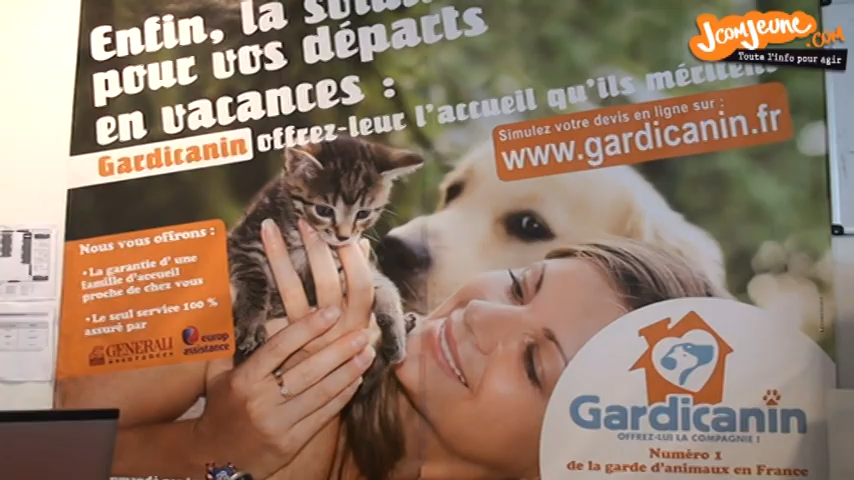 Enfin, la
pour vos départs
en vacances :
Gardicanin offrez-leur l'accueil qu'ils méritent
Simulez votre devis en ligne sur :
www.gardicanin.fr
JcomJeune.com
Toute l'info pour agir
Nous vous offrons :
•La garantie d' une
famille d'accueil
proche de chez vous
•Le seul service 100 %
assuré par
GENERALI
assurances
europ
assistance
Gardicanin
OFFREZ-LUI LA COMPAGNIE !
Numéro 1
de la garde d'animaux en France